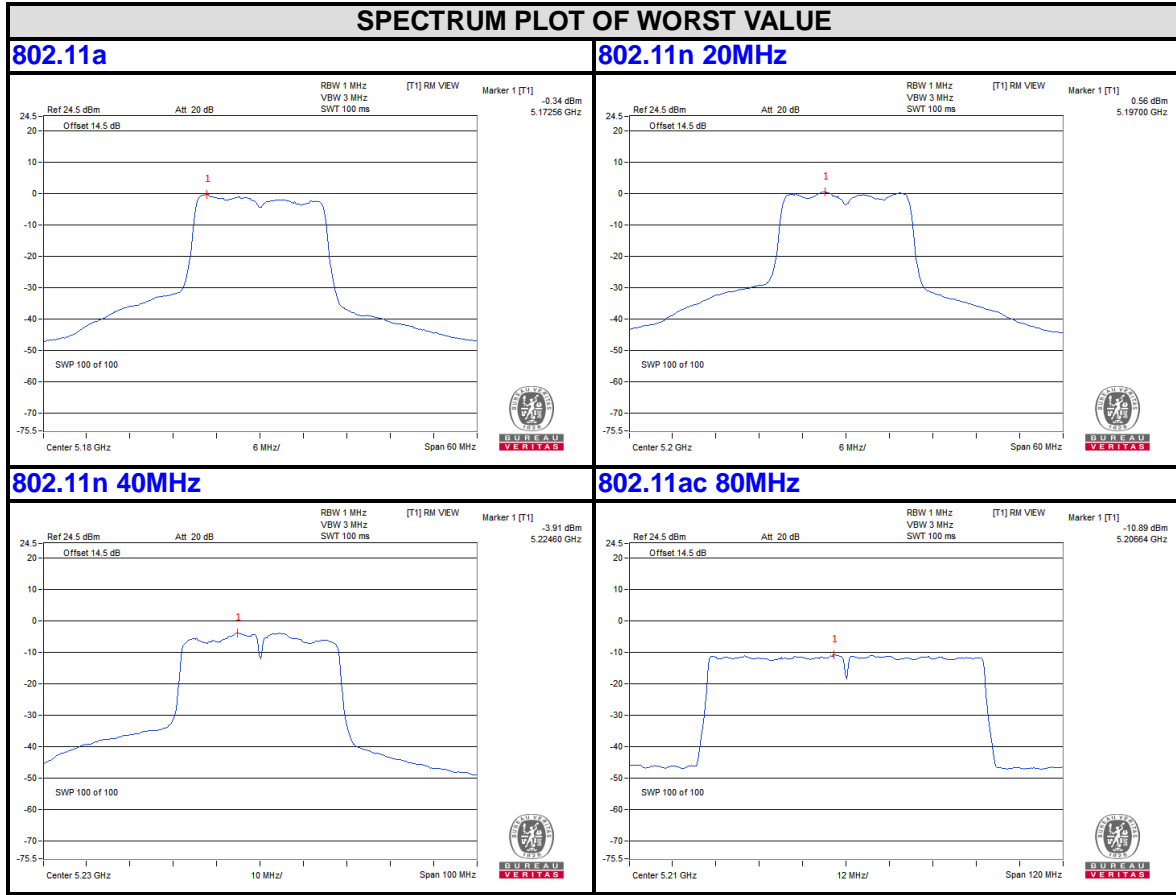 SPECTRUM PLOT OF WORST VALUE
802.11a
802.11n 20MHz
RBW 1 MHz [T1] RM VIEW Marker 1 [T1]
VBW 3 MHz -0.34 dBm
Ref 24.5 dBm Att 20 dB SWT 100 ms 5.17256 GHz
24.5
Offset 14.5 dB
20
10
1
0
-10
-20
-30
-40
-50
SWP 100 of 100
-60
-70
-75.5
Center 5.18 GHz 6 MHz/ Span 60 MHz
BUREAU
VERITAS
1828
RBW 1 MHz [T1] RM VIEW Marker 1 [T1]
VBW 3 MHz 0.56 dBm
Ref 24.5 dBm Att 20 dB SWT 100 ms 5.19700 GHz
24.5
Offset 14.5 dB
20
10
1
0
-10
-20
-30
-40
-50
SWP 100 of 100
-60
-70
-75.5
Center 5.2 GHz 6 MHz/ Span 60 MHz
BUREAU
VERITAS
1828
802.11n 40MHz
802.11ac 80MHz
RBW 1 MHz [T1] RM VIEW Marker 1 [T1]
VBW 3 MHz -3.91 dBm
Ref 24.5 dBm Att 20 dB SWT 100 ms 5.22460 GHz
24.5
Offset 14.5 dB
20
10
0
1
-10
-20
-30
-40
-50
SWP 100 of 100
-60
-70
-75.5
Center 5.23 GHz 10 MHz/ Span 100 MHz
BUREAU
VERITAS
1828
RBW 1 MHz [T1] RM VIEW Marker 1 [T1]
VBW 3 MHz -10.89 dBm
Ref 24.5 dBm Att 20 dB SWT 100 ms 5.20664 GHz
24.5
Offset 14.5 dB
20
10
0
1
-10
-20
-30
-40
-50
SWP 100 of 100
-60
-70
-75.5
Center 5.21 GHz 12 MHz/ Span 120 MHz
BUREAU
VERITAS
1828